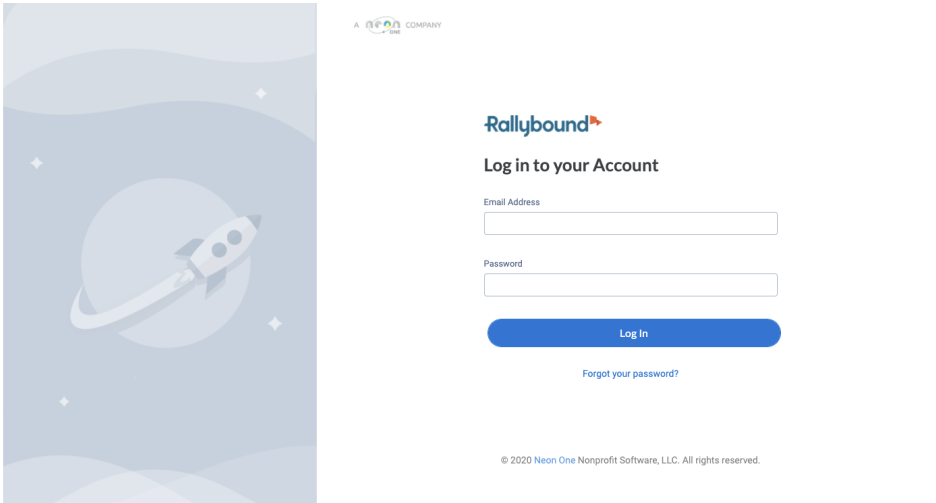 A neon one COMPANY
Rallybound
Log in to your Account
Email Address
Password
Log In
Forgot your password?
© 2020 Neon One Nonprofit Software, LLC. All rights reserved.